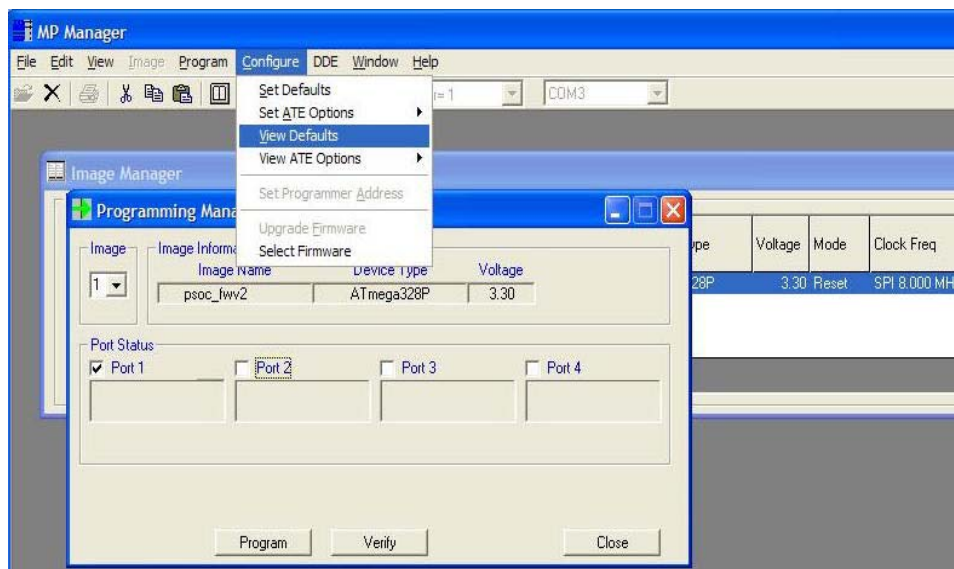 MP Manager
File Edit View Image Program Configure DDE Window Help
r= 1 COM3
Set Defaults
Set ATE Options
View Defaults
View ATE Options
Set Programmer Address
Upgrade Firmware
Select Firmware
Image Manager
Programming Mana
ype Voltage Mode Clock Freq
28P 3.30 Reset SPI 8.000 MH
Image Image Informa
Image Name Device Type Voltage
1 psoc_fwv2 ATmega328P 3.30
Port Status
Port 1 Port 2 Port 3 Port 4
Program Verify Close